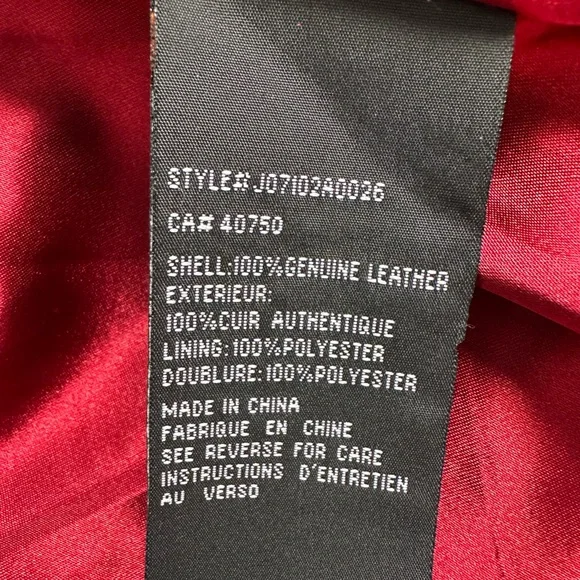 STYLE# J07102A0026
CA# 40750
SHELL:100%GENUINE LEATHER
EXTERIEUR:
100%CUIR AUTHENTIQUE
LINING:100%POLYESTER
DOUBLURE:100%POLYESTER
MADE IN CHINA
FABRIQUE EN CHINE
SEE REVERSE FOR CARE
INSTRUCTIONS D'ENTRETIEN
AU VERSO